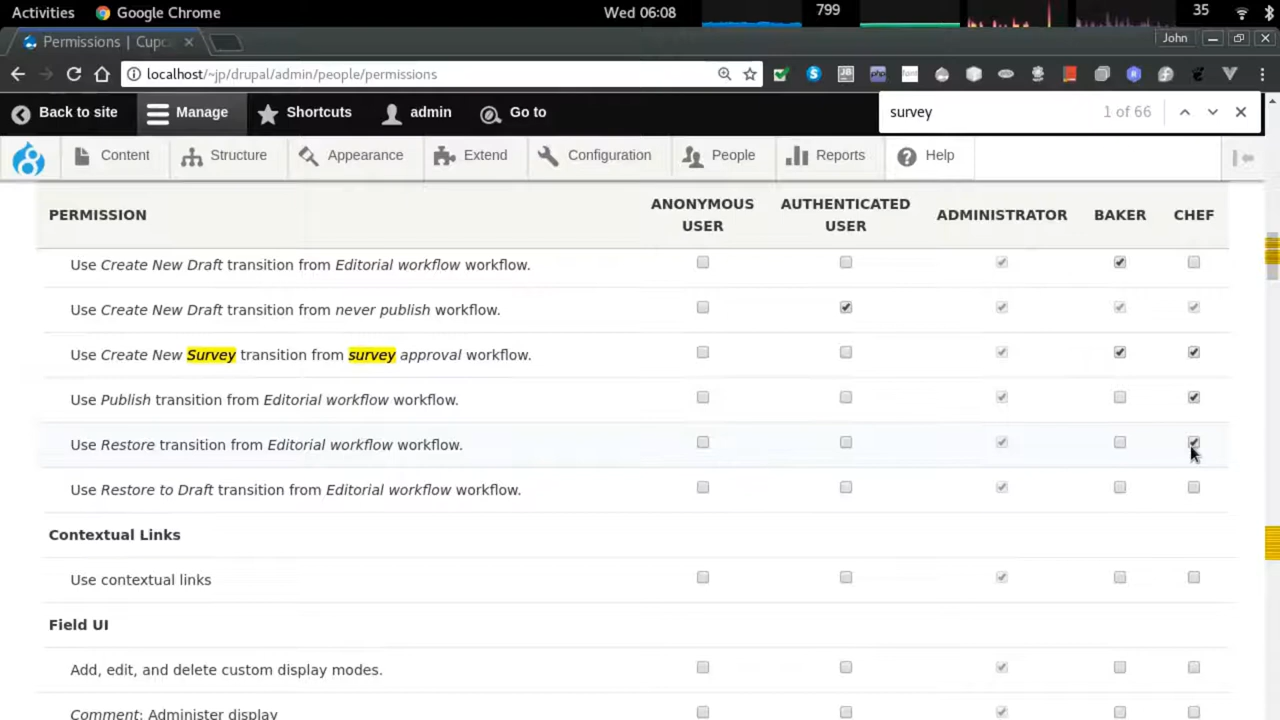 Activities Google Chrome Wed 06:08 799 35
Permissions | Cupc John
localhost/~jp/drupal/admin/people/permissions
Back to site Manage Shortcuts admin Go to survey 1 of 66
Content Structure Appearance Extend Configuration People Reports Help
PERMISSION ANONYMOUS USER AUTHENTICATED USER ADMINISTRATOR BAKER CHEF
Use Create New Draft transition from Editorial workflow workflow.
Use Create New Draft transition from never publish workflow.
Use Create New Survey transition from survey approval workflow.
Use Publish transition from Editorial workflow workflow.
Use Restore transition from Editorial workflow workflow.
Use Restore to Draft transition from Editorial workflow workflow.
Contextual Links
Use contextual links
Field UI
Add, edit, and delete custom display modes.
Comment: Administer display